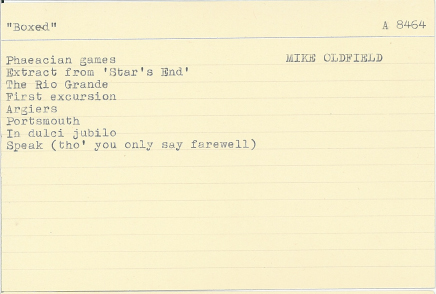 "Boxed" A 8464
Phaeacian games MIKE OLDFIELD
Extract from 'Star's End'
The Rio Grande
First excursion
Argiers
Portsmouth
In dulci jubilo
Speak (tho' you only say farewell)